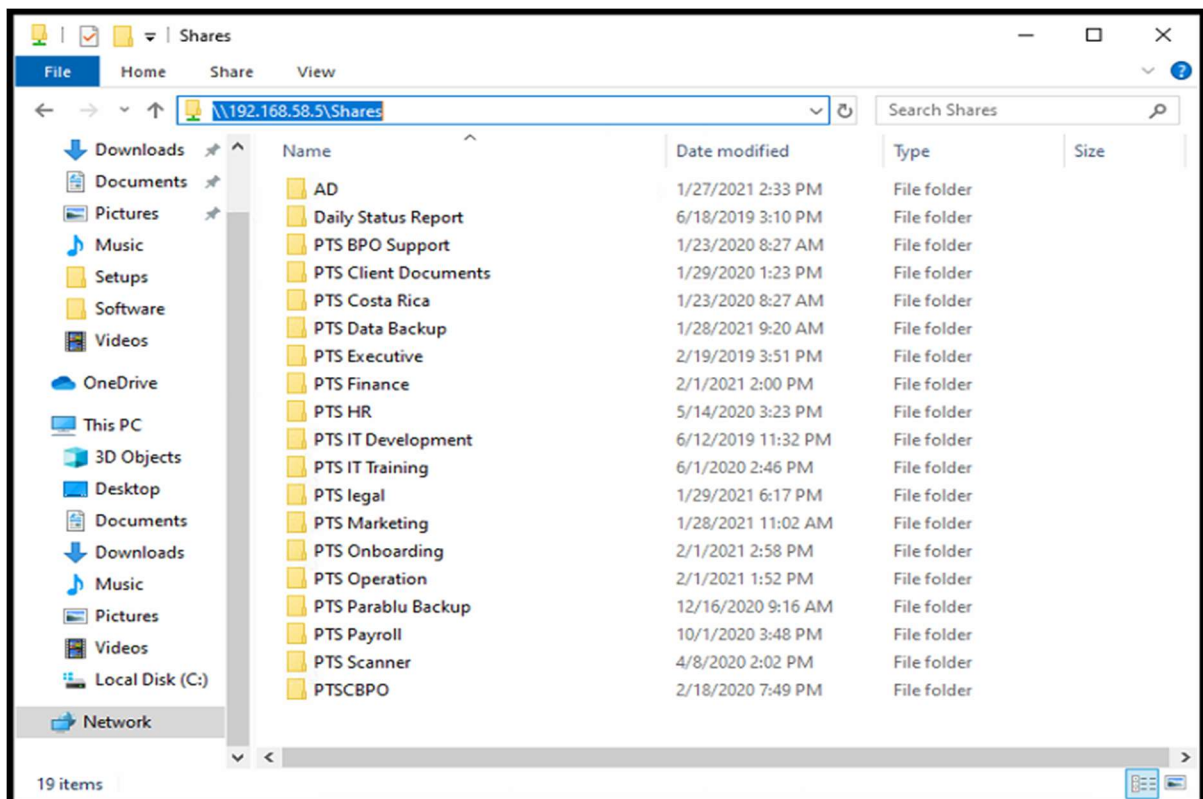 Shares
File Home Share View
\\192.168.58.5\Shares
Search Shares
Downloads
Documents
Pictures
Music
Setups
Software
Videos
OneDrive
This PC
3D Objects
Desktop
Documents
Downloads
Music
Pictures
Videos
Local Disk (C:)
Network
Name Date modified Type Size
AD 1/27/2021 2:33 PM File folder
Daily Status Report 6/18/2019 3:10 PM File folder
PTS BPO Support 1/23/2020 8:27 AM File folder
PTS Client Documents 1/29/2020 1:23 PM File folder
PTS Costa Rica 1/23/2020 8:27 AM File folder
PTS Data Backup 1/28/2021 9:20 AM File folder
PTS Executive 2/19/2019 3:51 PM File folder
PTS Finance 2/1/2021 2:00 PM File folder
PTS HR 5/14/2020 3:23 PM File folder
PTS IT Development 6/12/2019 11:32 PM File folder
PTS IT Training 6/1/2020 2:46 PM File folder
PTS legal 1/29/2021 6:17 PM File folder
PTS Marketing 1/28/2021 11:02 AM File folder
PTS Onboarding 2/1/2021 2:58 PM File folder
PTS Operation 2/1/2021 1:52 PM File folder
PTS Parablu Backup 12/16/2020 9:16 AM File folder
PTS Payroll 10/1/2020 3:48 PM File folder
PTS Scanner 4/8/2020 2:02 PM File folder
PTSCBPO 2/18/2020 7:49 PM File folder
19 items